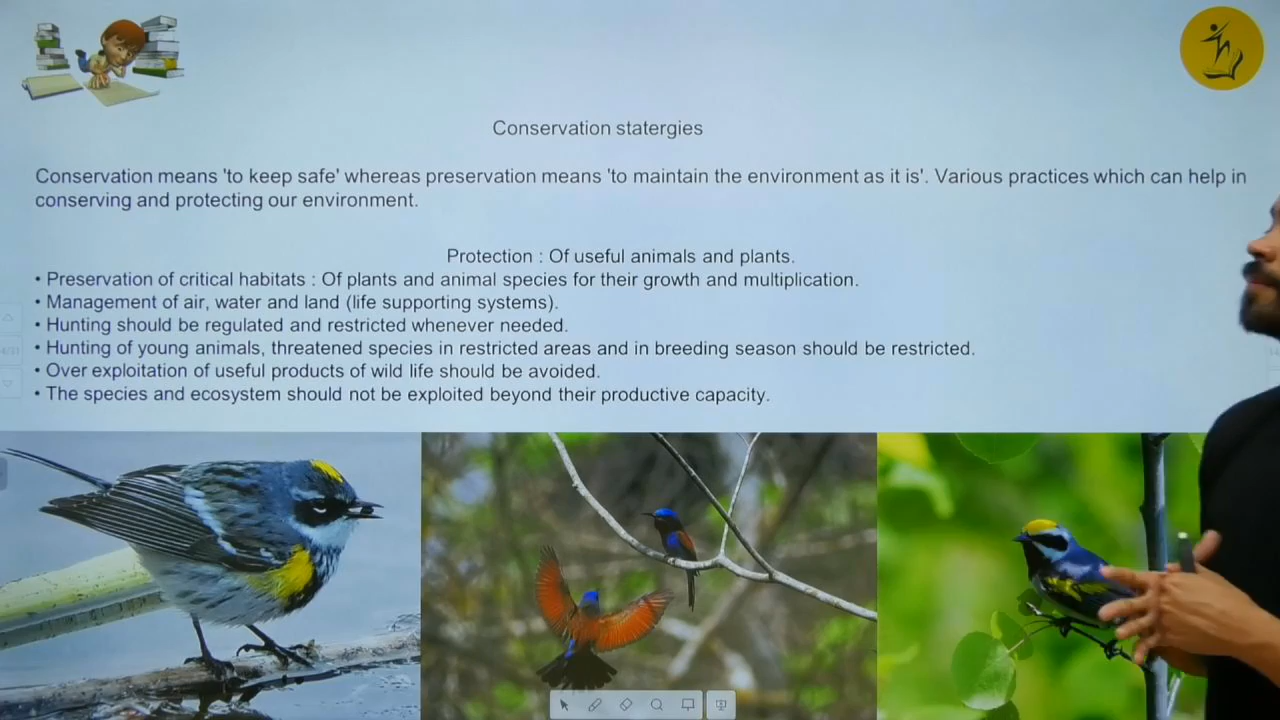 Conservation statergies
Conservation means 'to keep safe' whereas preservation means 'to maintain the environment as it is'. Various practices which can help in
conserving and protecting our environment.
Protection : Of useful animals and plants.
• Preservation of critical habitats : Of plants and animal species for their growth and multiplication.
• Management of air, water and land (life supporting systems).
• Hunting should be regulated and restricted whenever needed.
• Hunting of young animals, threatened species in restricted areas and in breeding season should be restricted.
• Over exploitation of useful products of wild life should be avoided.
• The species and ecosystem should not be exploited beyond their productive capacity.